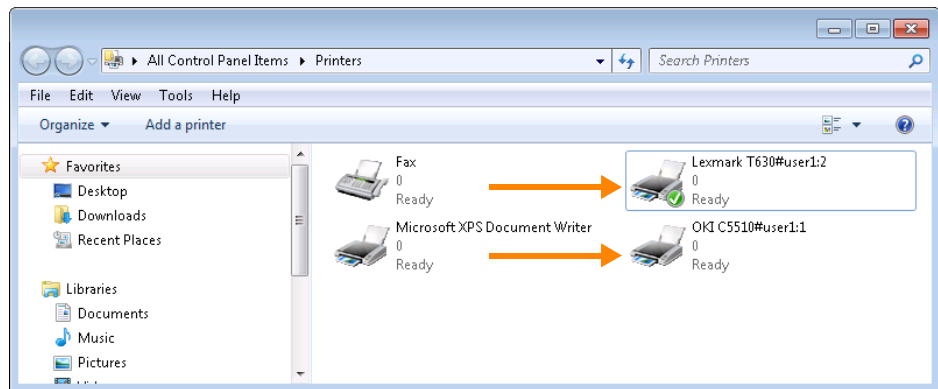 All Control Panel Items Printers
Search Printers
File Edit View Tools Help
Organize Add a printer
Favorites
Desktop
Downloads
Recent Places
Libraries
Documents
Music
Pictures
Fax
0
Ready
Lexmark T630#user1:2
0
Ready
Microsoft XPS Document Writer
0
Ready
OKI C5510#user1:1
0
Ready